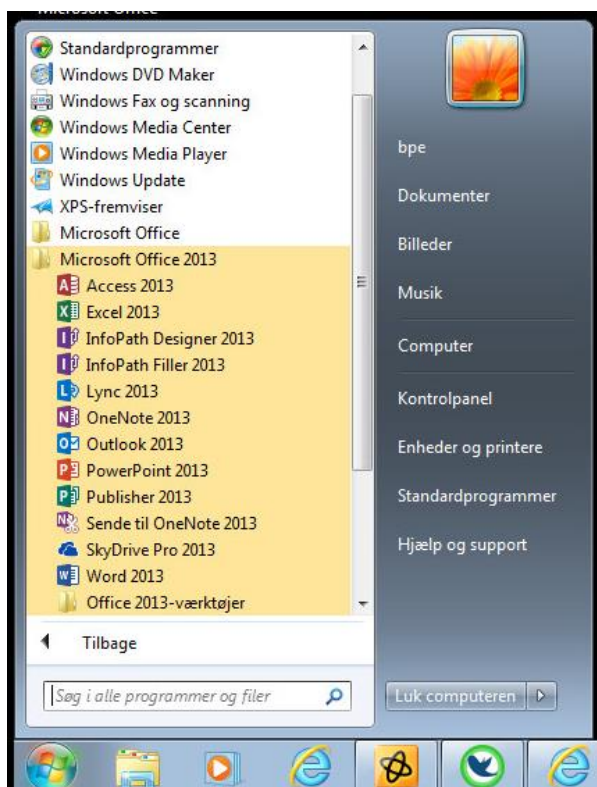 Microsoft Office
Standardprogrammer
Windows DVD Maker
Windows Fax og scanning
Windows Media Center
Windows Media Player
Windows Update
XPS-fremviser
Microsoft Office
Microsoft Office 2013
Access 2013
Excel 2013
InfoPath Designer 2013
InfoPath Filler 2013
Lync 2013
OneNote 2013
Outlook 2013
PowerPoint 2013
Publisher 2013
Sende til OneNote 2013
SkyDrive Pro 2013
Word 2013
Office 2013-værktøjer
Tilbage
Søg i alle programmer og filer
bpe
Dokumenter
Billeder
Musik
Computer
Kontrolpanel
Enheder og printere
Standardprogrammer
Hjælp og support
Luk computeren